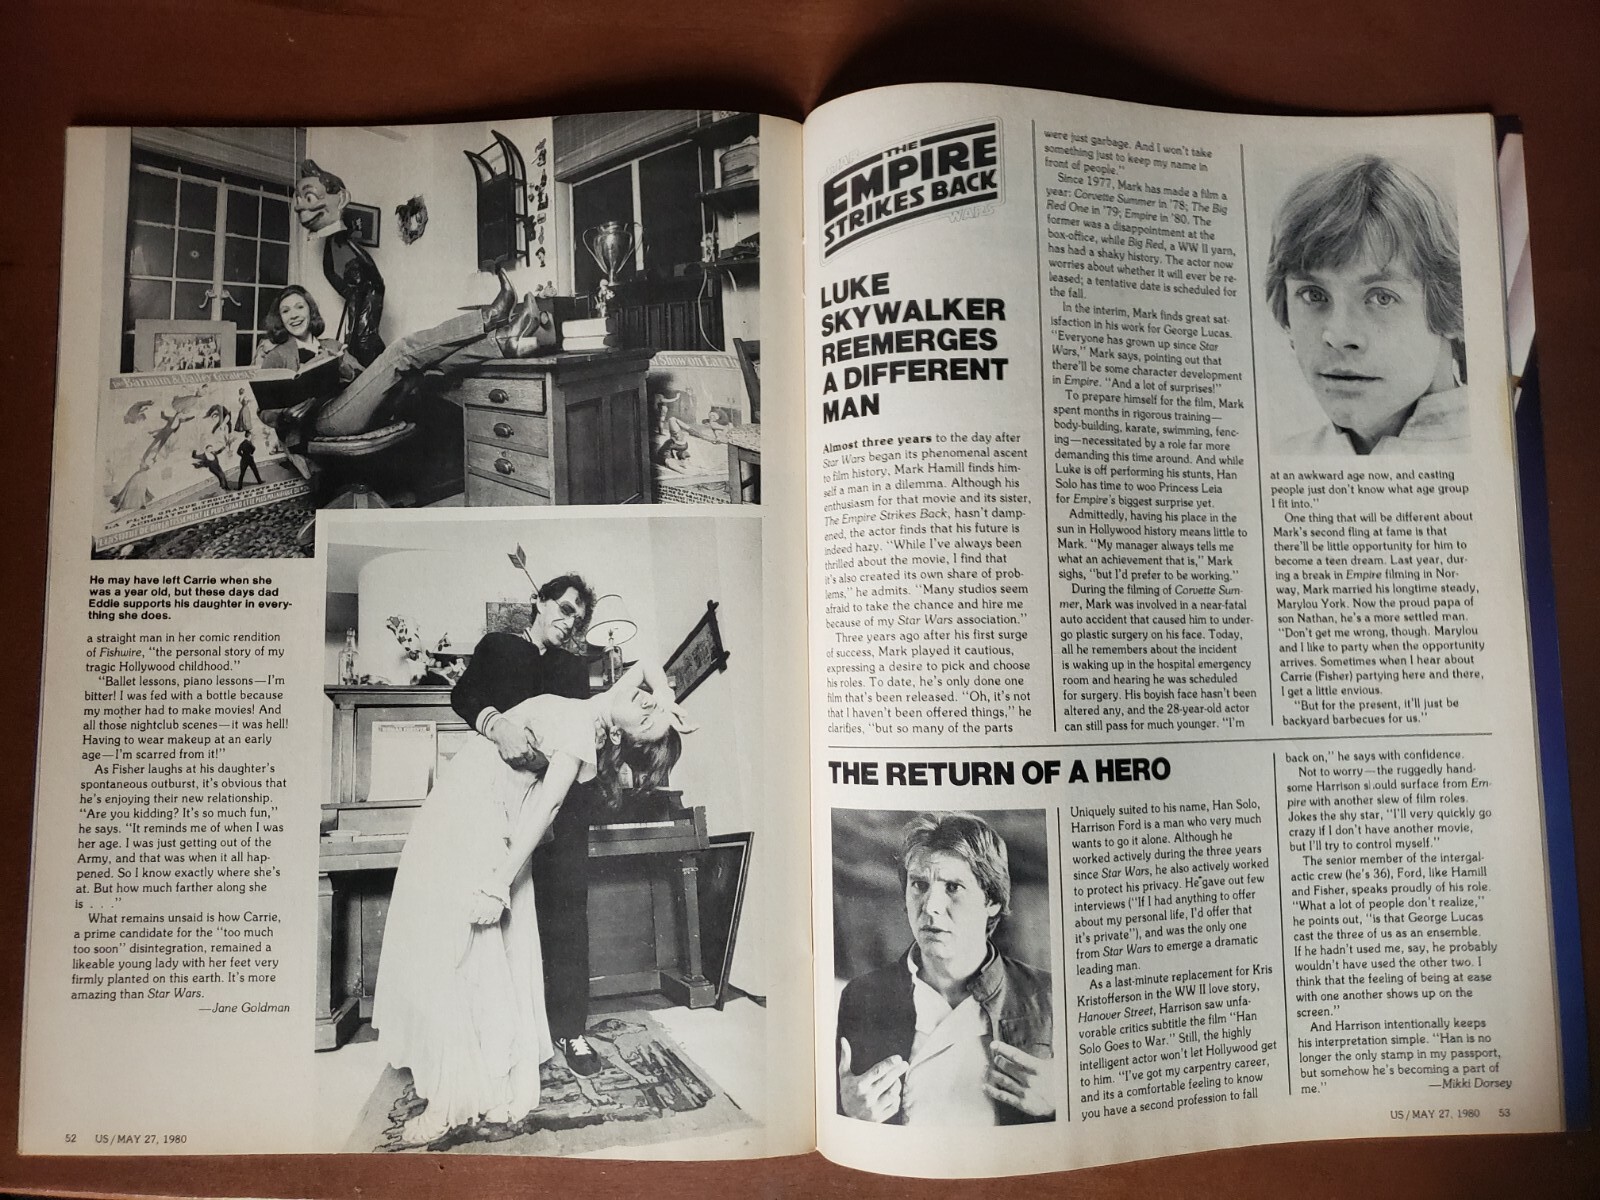 The Barnum & Bailey Greatest S
Show on Earth
He may have left Carrie when she
was a year old, but these days dad
Eddie supports his daughter in every-
thing she does.
a straight man in her comic rendition
of Fishwire, “the personal story of my
tragic Hollywood childhood.”
“Ballet lessons, piano lessons—I’m
bitter! I was fed with a bottle because
my mother had to make movies! And
all those nightclub scenes—it was hell!
Having to wear makeup at an early
age—I’m scarred from it!”
As Fisher laughs at his daughter’s
spontaneous outburst, it’s obvious that
he’s enjoying their new relationship.
“Are you kidding? It’s so much fun,”
he says. “It reminds me of when I was
her age. I was just getting out of the
Army, and that was when it all hap-
pened. So I know exactly where she’s
at. But how much farther along she
is . . .”
What remains unsaid is how Carrie,
a prime candidate for the “too much
too soon” disintegration, remained a
likeable young lady with her feet very
firmly planted on this earth. It’s more
amazing than Star Wars.
—Jane Goldman
52 US/MAY 27, 1980
STAR
THE
EMPIRE
STRIKES BACK
WARS
LUKE
SKYWALKER
REEMERGES
A DIFFERENT
MAN
Almost three years to the day after
Star Wars began its phenomenal ascent
to film history, Mark Hamill finds him-
self a man in a dilemma. Although his
enthusiasm for that movie and its sister,
The Empire Strikes Back, hasn’t damp-
ened, the actor finds that his future is
indeed hazy. “While I’ve always been
thrilled about the movie, I find that
it’s also created its own share of prob-
lems,” he admits. “Many studios seem
afraid to take the chance and hire me
because of my Star Wars association.”
Three years ago after his first surge
of success, Mark played it cautious,
expressing a desire to pick and choose
his roles. To date, he’s only done one
film that’s been released. “Oh, it’s not
that I haven’t been offered things,” he
clarifies, “but so many of the parts
were just garbage. And I won’t take
something just to keep my name in
front of people.”
Since 1977, Mark has made a film a
year: Corvette Summer in ’78; The Big
Red One in ’79; Empire in ’80. The
former was a disappointment at the
box-office, while Big Red, a WW II yarn,
has had a shaky history. The actor now
worries about whether it will ever be re-
leased; a tentative date is scheduled for
the fall.
In the interim, Mark finds great sat-
isfaction in his work for George Lucas.
“Everyone has grown up since Star
Wars,” Mark says, pointing out that
there’ll be some character development
in Empire. “And a lot of surprises!”
To prepare himself for the film, Mark
spent months in rigorous training—
body-building, karate, swimming, fenc-
ing—necessitated by a role far more
demanding this time around. And while
Luke is off performing his stunts, Han
Solo has time to woo Princess Leia
for Empire’s biggest surprise yet.
Admittedly, having his place in the
sun in Hollywood history means little to
Mark. “My manager always tells me
what an achievement that is,” Mark
sighs, “but I’d prefer to be working.”
During the filming of Corvette Sum-
mer, Mark was involved in a near-fatal
auto accident that caused him to under-
go plastic surgery on his face. Today,
all he remembers about the incident
is waking up in the hospital emergency
room and hearing he was scheduled
for surgery. His boyish face hasn’t been
altered any, and the 28-year-old actor
can still pass for much younger. “I’m
at an awkward age now, and casting
people just don’t know what age group
I fit into.”
One thing that will be different about
Mark’s second fling at fame is that
there’ll be little opportunity for him to
become a teen dream. Last year, dur-
ing a break in Empire filming in Nor-
way, Mark married his longtime steady,
Marylou York. Now the proud papa of
son Nathan, he’s a more settled man.
“Don’t get me wrong, though. Marylou
and I like to party when the opportunity
arrives. Sometimes when I hear about
Carrie (Fisher) partying here and there,
I get a little envious.
“But for the present, it’ll just be
backyard barbecues for us.”
THE RETURN OF A HERO
Uniquely suited to his name, Han Solo,
Harrison Ford is a man who very much
wants to go it alone. Although he
worked actively during the three years
since Star Wars, he also actively worked
to protect his privacy. He gave out few
interviews (“If I had anything to offer
about my personal life, I’d offer that
it’s private”), and was the only one
from Star Wars to emerge a dramatic
leading man.
As a last-minute replacement for Kris
Kristofferson in the WW II love story,
Hanover Street, Harrison saw unfa-
vorable critics subtitle the film “Han
Solo Goes to War.” Still, the highly
intelligent actor won’t let Hollywood get
to him. “I’ve got my carpentry career,
and its a comfortable feeling to know
you have a second profession to fall
back on,” he says with confidence.
Not to worry—the ruggedly hand-
some Harrison should surface from Em-
pire with another slew of film roles.
Jokes the shy star, “I’ll very quickly go
crazy if I don’t have another movie,
but I’ll try to control myself.”
The senior member of the intergal-
actic crew (he’s 36), Ford, like Hamill
and Fisher, speaks proudly of his role.
“What a lot of people don’t realize,”
he points out, “is that George Lucas
cast the three of us as an ensemble.
If he hadn’t used me, say, he probably
wouldn’t have used the other two. I
think that the feeling of being at ease
with one another shows up on the
screen.”
And Harrison intentionally keeps
his interpretation simple. “Han is no
longer the only stamp in my passport,
but somehow he’s becoming a part of
me.”
—Mikki Dorsey
US/MAY 27, 1980 53